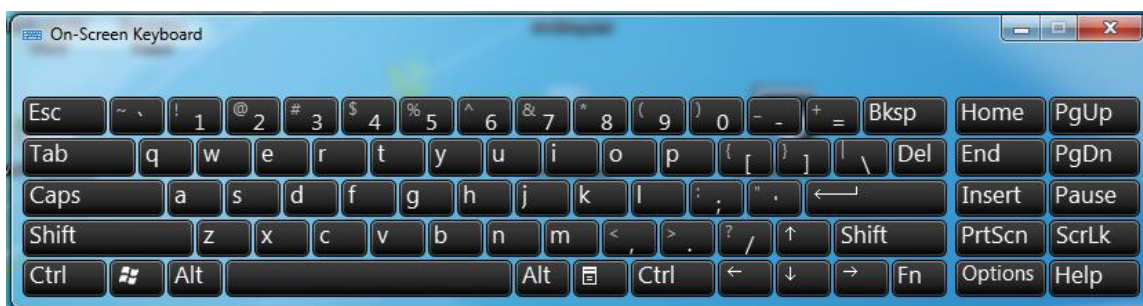 On-Screen Keyboard
Esc ~ ` ! 1 @ 2 # 3 $ 4 % 5 ^ 6 & 7 * 8 ( 9 ) 0 _ - + = Bksp Home PgUp
Tab q w e r t y u i o p { [ } ] | \ Del End PgDn
Caps a s d f g h j k l : ; " ' Insert Pause
Shift z x c v b n m < , > . ? / ↑ Shift PrtScn ScrLk
Ctrl Alt Alt Ctrl ← ↓ → Fn Options Help